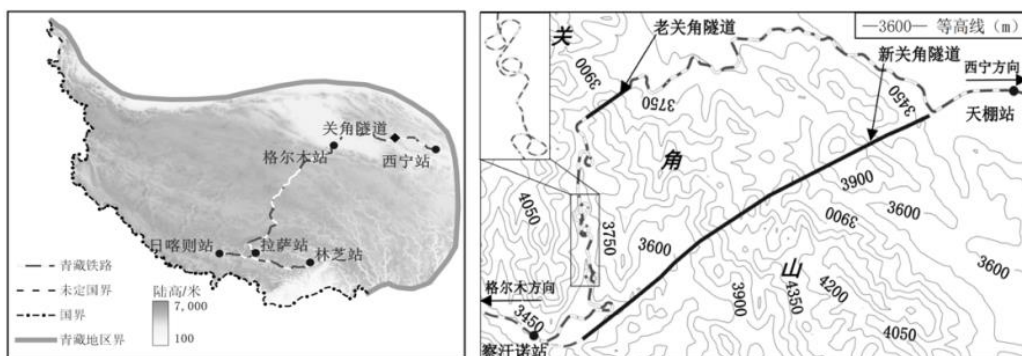 关角隧道
格尔木站
西宁站
日喀则站
拉萨站
林芝站
青藏铁路
未定国界
国界
青藏地区界
陆高/米
7,000
100
关
老关角隧道
—3600— 等高线（m）
新关角隧道
西宁方向
天棚站
3900
3750
3450
角
3900
3600
3900
4050
3750
3600
山
3600
格尔木方向
3450
察汗诺站
3900
4350
4200
4050